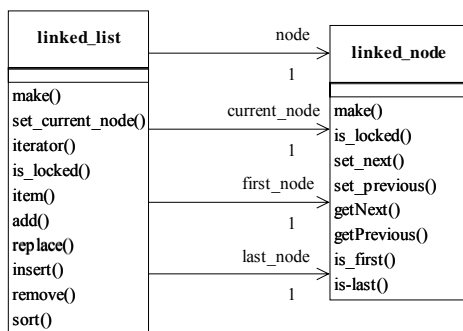 linked_list
make()
set_current_node()
iterator()
is_locked()
item()
add()
replace()
insert()
remove()
sort()
node
1
current_node
1
first_node
1
last_node
1
linked_node
make()
is_locked()
set_next()
set_previous()
getNext()
getPrevious()
is_first()
is-last()